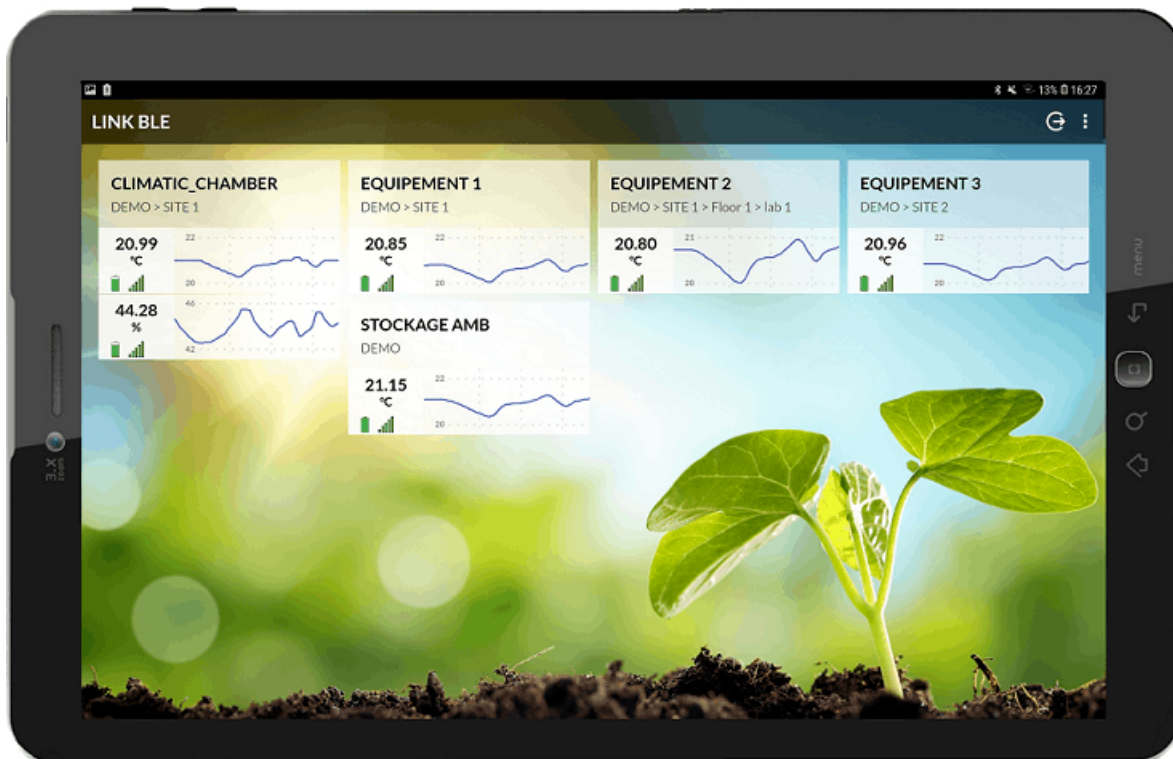 13% 16:27
LINK BLE
CLIMATIC_CHAMBER
DEMO > SITE 1
20.99
°C
22
20
44.28
%
46
42
EQUIPEMENT 1
DEMO > SITE 1
20.85
°C
22
20
STOCKAGE AMB
DEMO
21.15
°C
22
20
EQUIPEMENT 2
DEMO > SITE 1 > Floor 1 > lab 1
20.80
°C
21
20
EQUIPEMENT 3
DEMO > SITE 2
20.96
°C
22
20
menu
3.X
zoom